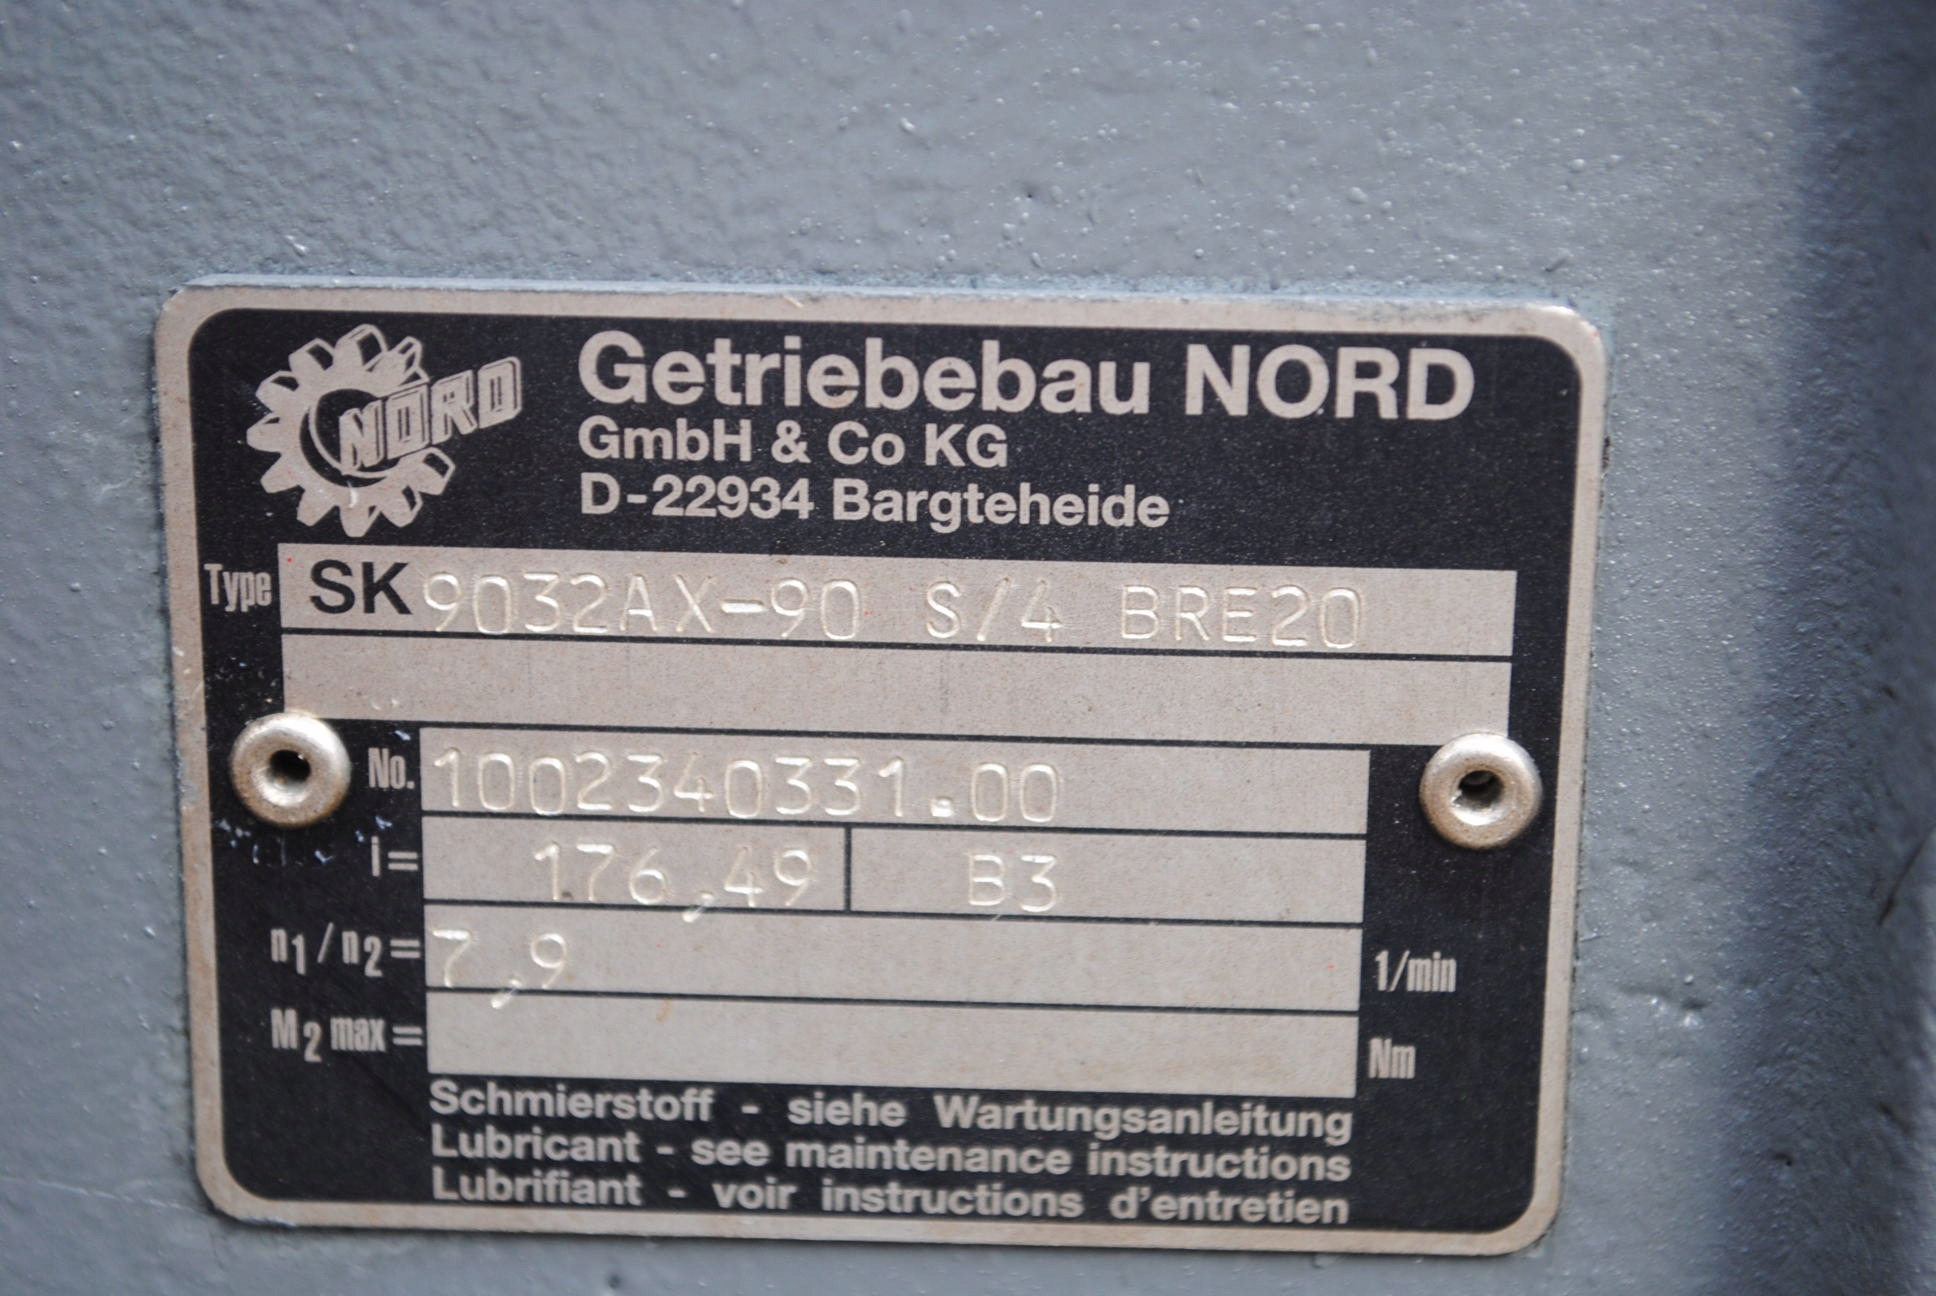 NORD
Getriebebau NORD
GmbH & Co KG
D-22934 Bargteheide
Type SK 9032AX-90 S/4 BRE20
No. 1002340331.00
i= 176,49 B3
n1/n2= 7,9 1/min
M2 max= Nm
Schmierstoff - siehe Wartungsanleitung
Lubricant - see maintenance instructions
Lubrifiant - voir instructions d'entretien